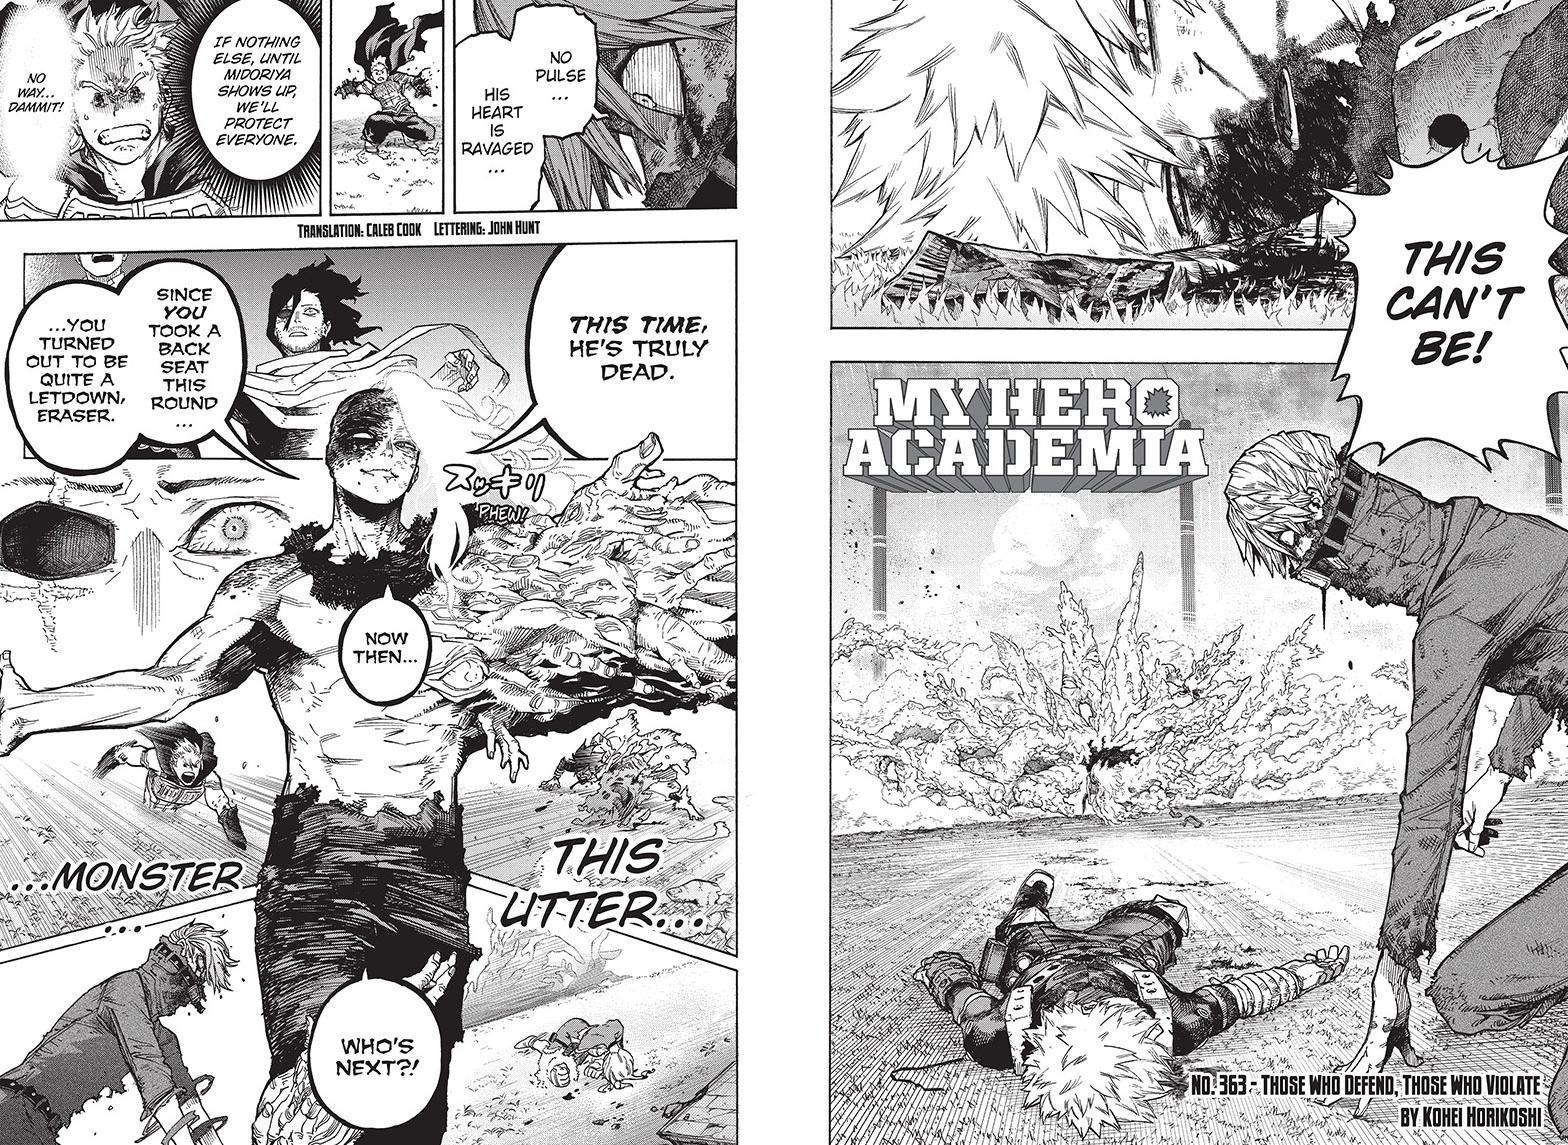 THIS
CAN'T
BE!
MY HERO
ACADEMIA
NO. 363 - THOSE WHO DEFEND, THOSE WHO VIOLATE
BY KOHEI HORIKOSHI
NO
PULSE
...
HIS
HEART
IS
RAVAGED
...
IF NOTHING
ELSE, UNTIL
MIDORIYA
SHOWS UP,
WE'LL
PROTECT
EVERYONE.
NO
WAY...
DAMMIT!
TRANSLATION: CALEB COOK LETTERING: JOHN HUNT
THIS TIME,
HE'S TRULY
DEAD.
SINCE
YOU
TOOK A
BACK
SEAT
THIS
ROUND
...
...YOU
TURNED
OUT TO BE
QUITE A
LETDOWN,
ERASER.
スッキリ
PHEW!
NOW
THEN...
THIS
UTTER...
...MONSTER
...
WHO'S
NEXT?!